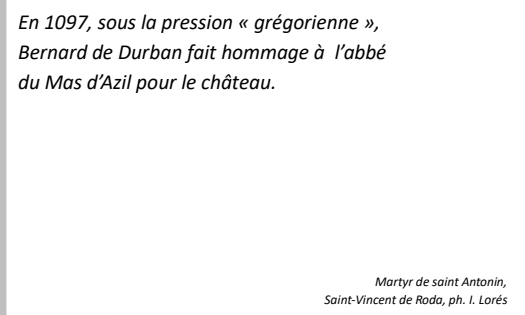 En 1097, sous la pression « grégorienne »,
Bernard de Durban fait hommage à l’abbé
du Mas d’Azil pour le château.
Martyr de saint Antonin,
Saint-Vincent de Roda, ph. I. Lorés